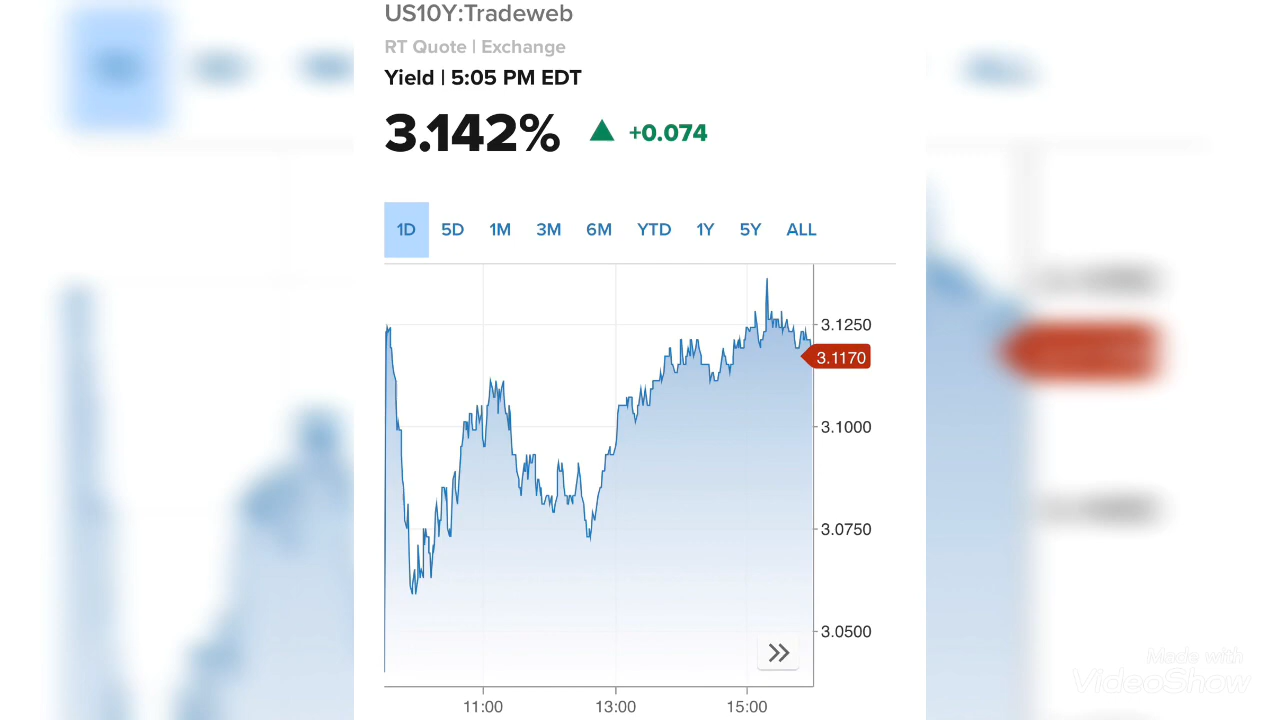 US10Y:Tradeweb
RT Quote | Exchange
Yield | 5:05 PM EDT
3.142% +0.074
1D 5D 1M 3M 6M YTD 1Y 5Y ALL
3.1250
3.1170
3.1000
3.0750
3.0500
11:00 13:00 15:00
Made with
VideoShow